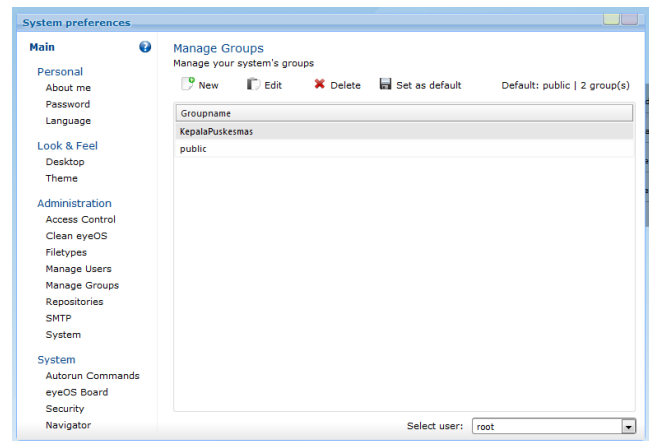 System preferences
Main
Personal
About me
Password
Language
Look & Feel
Desktop
Theme
Administration
Access Control
Clean eyeOS
Filetypes
Manage Users
Manage Groups
Repositories
SMTP
System
System
Autorun Commands
eyeOS Board
Security
Navigator
Manage Groups
Manage your system's groups
New Edit Delete Set as default Default: public | 2 group(s)
Groupname
KepalaPuskesmas
public
Select user: root